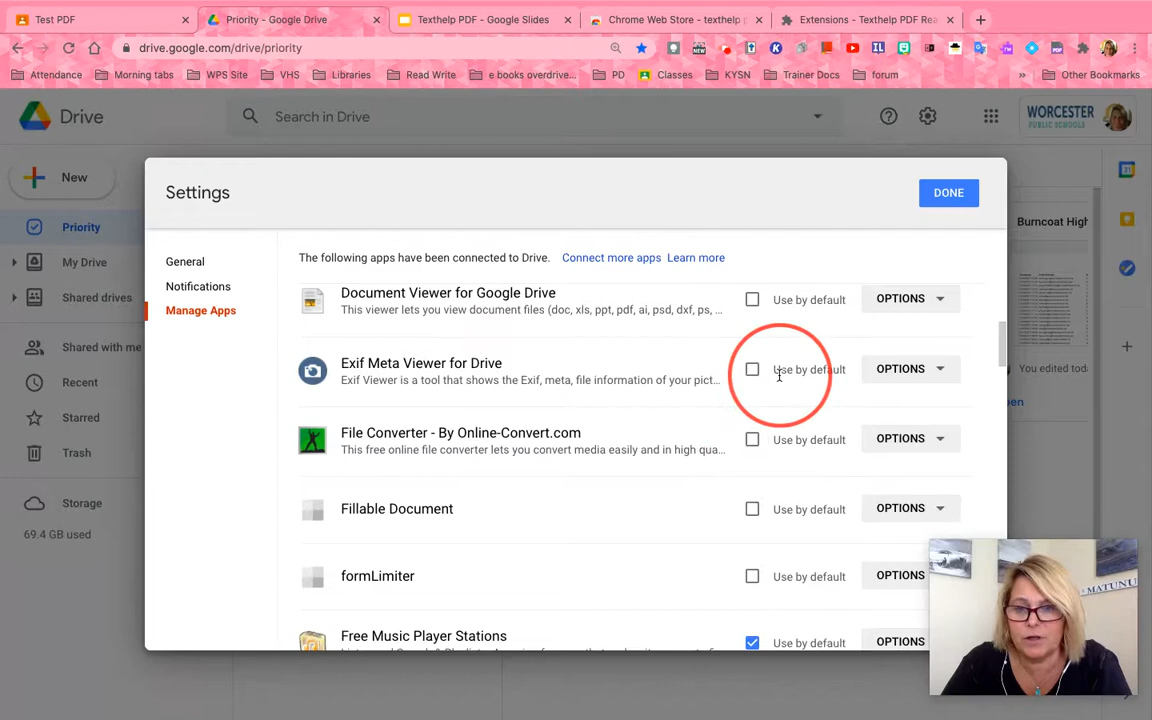 Test PDF
Priority - Google Drive
Texthelp PDF - Google Slides
Chrome Web Store - texthelp p
Extensions - Texthelp PDF Rea
drive.google.com/drive/priority
Attendance
Morning tabs
WPS Site
VHS
Libraries
Read Write
e books overdrive...
PD
Classes
KYSN
Trainer Docs
forum
»
Other Bookmarks
Drive
Search in Drive
WORCESTER
PUBLIC SCHOOLS
New
Settings
DONE
Priority
My Drive
Shared drives
Shared with me
Recent
Starred
Trash
Storage
69.4 GB used
General
Notifications
Manage Apps
The following apps have been connected to Drive. Connect more apps Learn more
Document Viewer for Google Drive
This viewer lets you view document files (doc, xls, ppt, pdf, ai, psd, dxf, ps, ...
Use by default
OPTIONS
Exif Meta Viewer for Drive
Exif Viewer is a tool that shows the Exif, meta, file information of your pict...
Use by default
OPTIONS
File Converter - By Online-Convert.com
This free online file converter lets you convert media easily and in high qua...
Use by default
OPTIONS
Fillable Document
Use by default
OPTIONS
formLimiter
Use by default
OPTIONS
Free Music Player Stations
Use by default
OPTIONS
Burncoat High
You edited toda
MATUNU